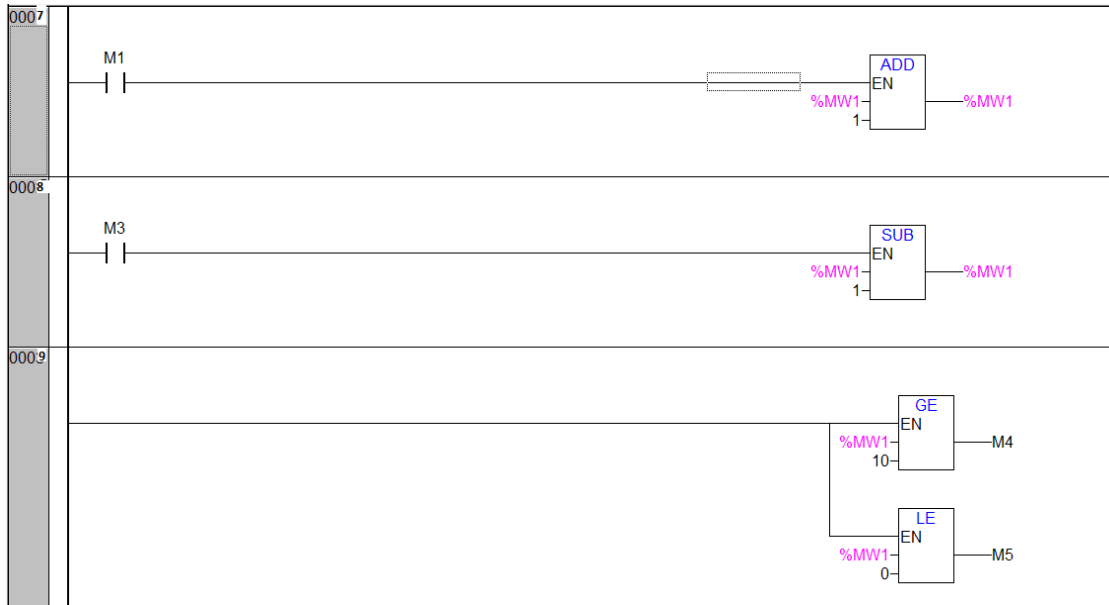 0007
M1
ADD
EN
%MW1 %MW1
1
0008
M3
SUB
EN
%MW1 %MW1
1
0009
GE
EN
%MW1 M4
10
LE
EN
%MW1 M5
0